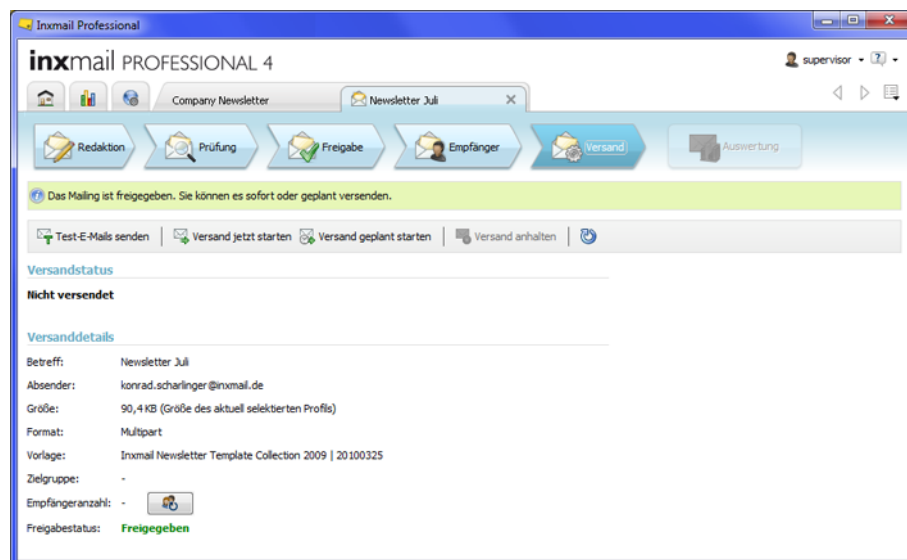 Inxmail Professional
inxmail PROFESSIONAL 4
supervisor
Company Newsletter
Newsletter Juli
Redaktion
Prüfung
Freigabe
Empfänger
Versand
Auswertung
Das Mailing ist freigegeben. Sie können es sofort oder geplant versenden.
Test-E-Mails senden
Versand jetzt starten
Versand geplant starten
Versand anhalten
Versandstatus
Nicht versendet
Versanddetails
Betreff: Newsletter Juli
Absender: konrad.scharlinger@inxmail.de
Größe: 90,4 KB (Größe des aktuell selektierten Profils)
Format: Multipart
Vorlage: Inxmail Newsletter Template Collection 2009 | 20100325
Zielgruppe: -
Empfängeranzahl: -
Freigabestatus: Freigegeben